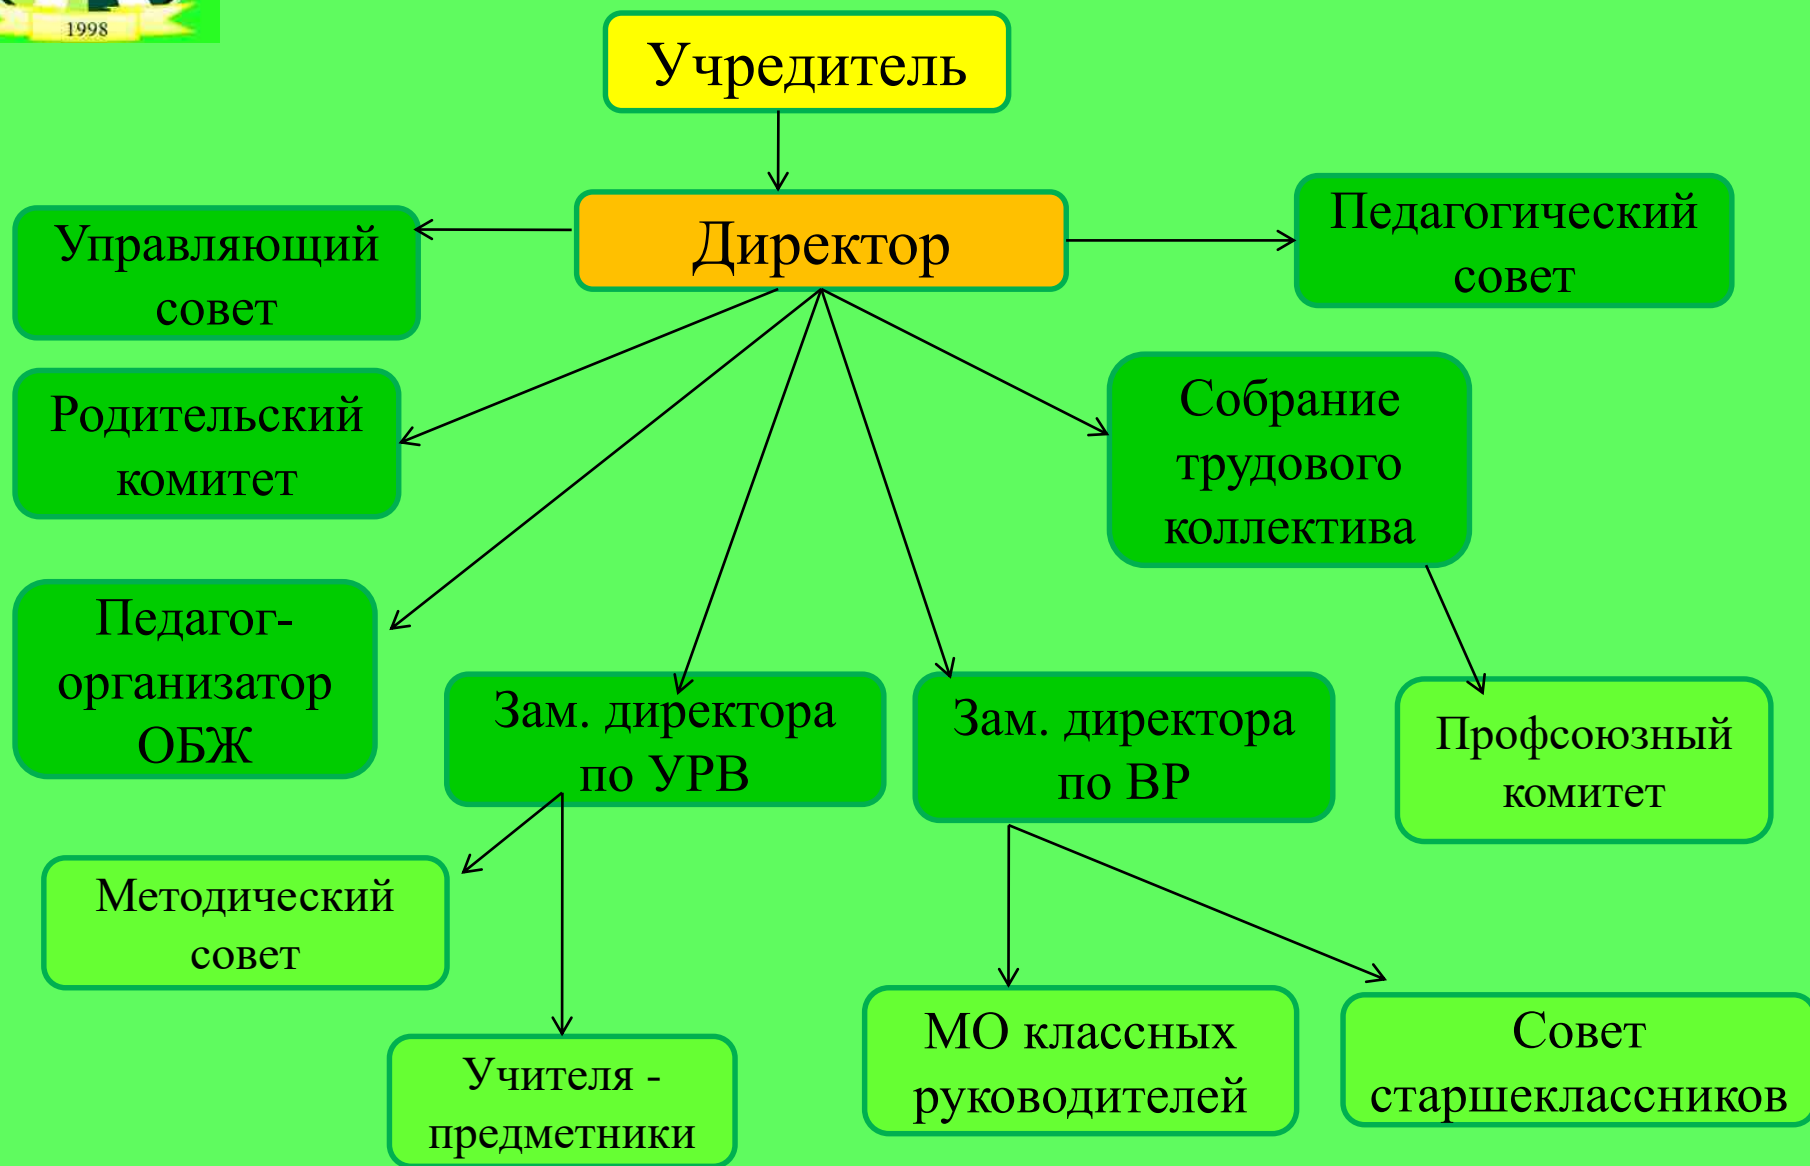 1998
Учредитель
Директор
Управляющий
совет
Педагогический
совет
Родительский
комитет
Собрание
трудового
коллектива
Педагог-
организатор
ОБЖ
Зам. директора
по УРВ
Зам. директора
по ВР
Профсоюзный
комитет
Методический
совет
Учителя -
предметники
МО классных
руководителей
Совет
старшеклассников